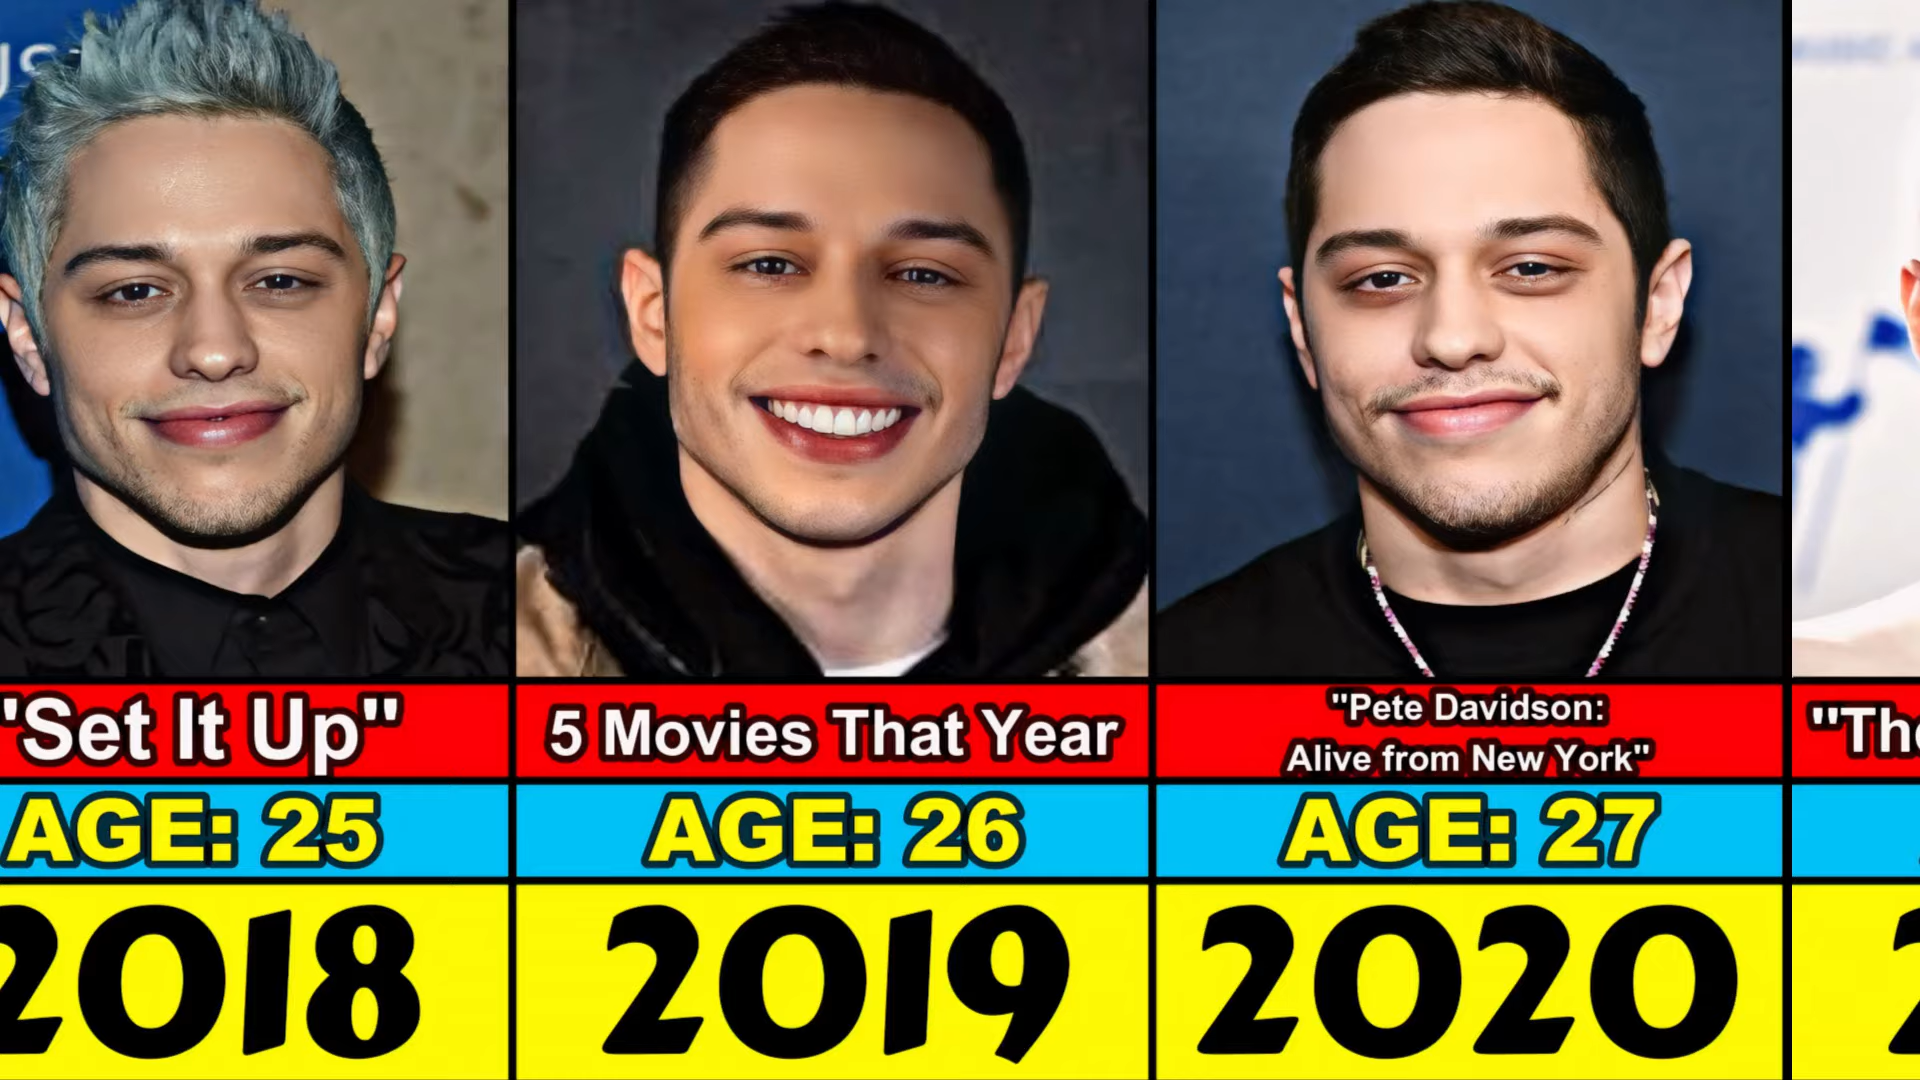 "Set It Up"
AGE: 25
2018
5 Movies That Year
AGE: 26
2019
"Pete Davidson:
Alive from New York"
AGE: 27
2020